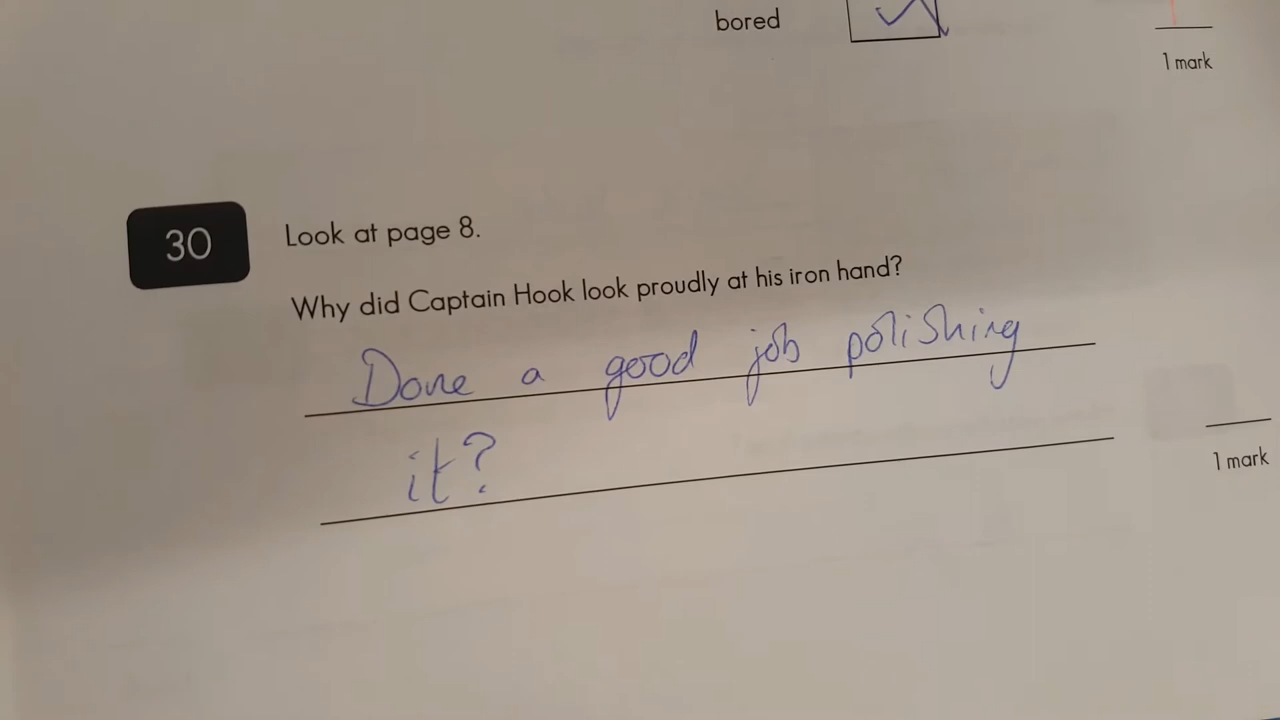 bored
1 mark
30
Look at page 8.
Why did Captain Hook look proudly at his iron hand?
Done a good job polishing
it?
1 mark